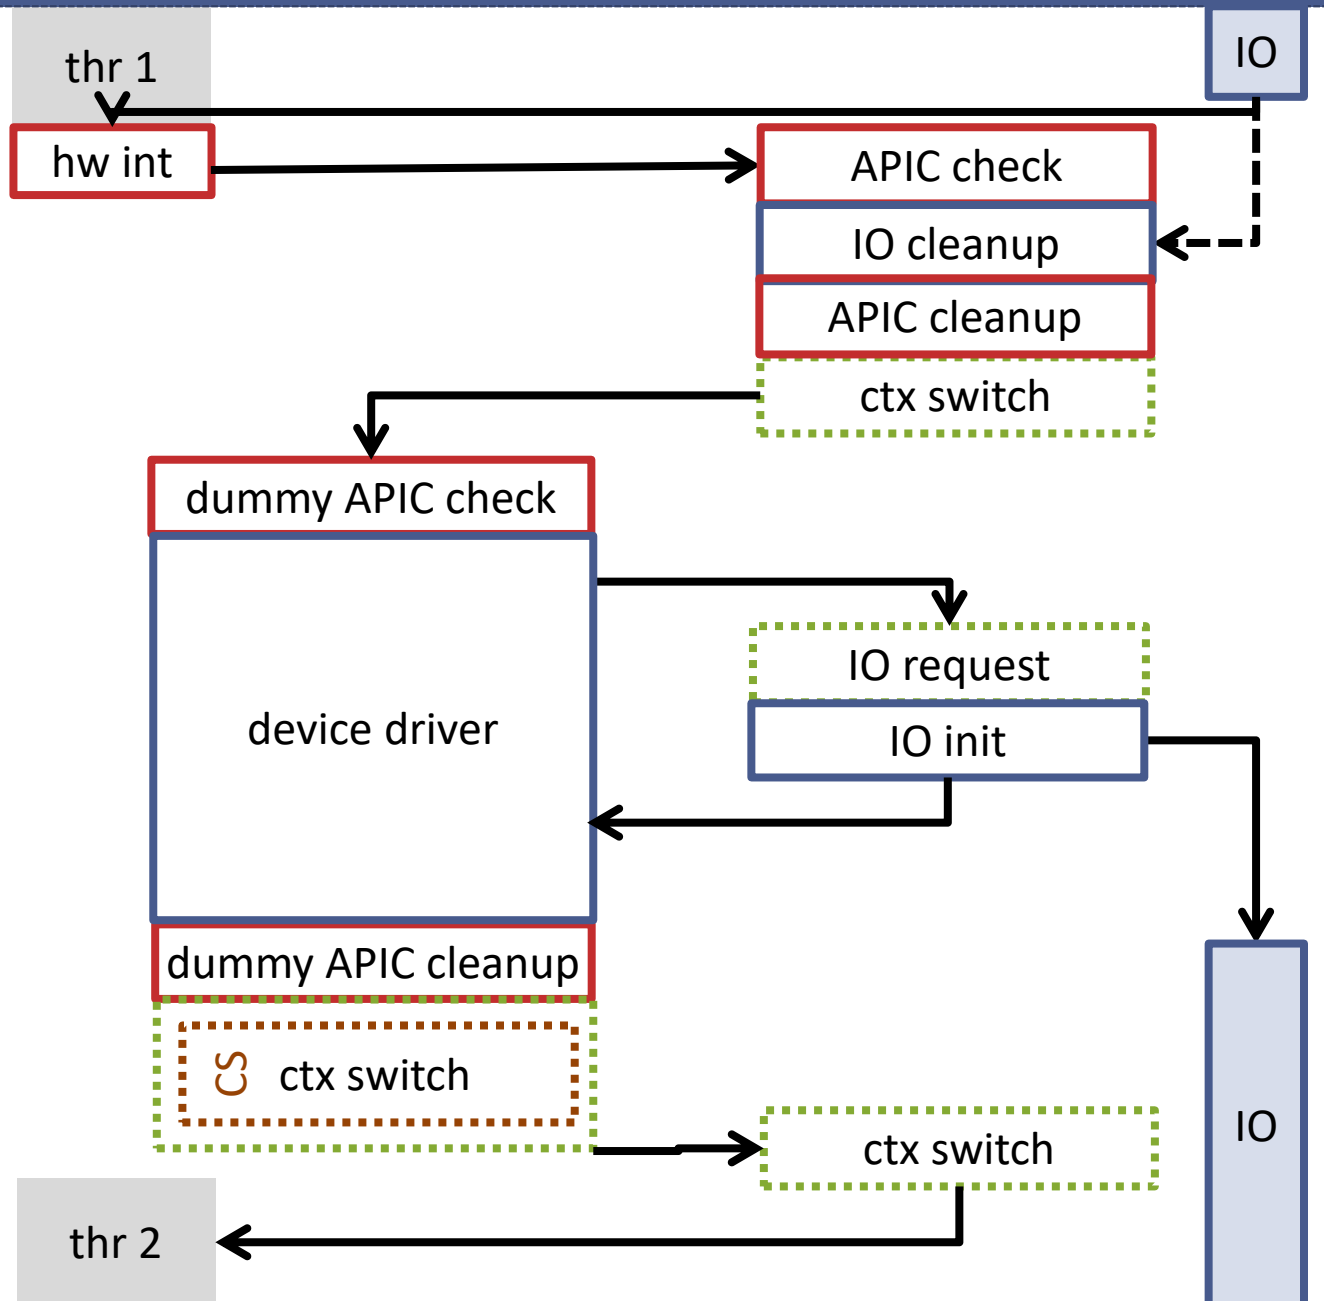 thr 1
IO
hw int
APIC check
IO cleanup
APIC cleanup
ctx switch
dummy APIC check
IO request
device driver
IO init
dummy APIC cleanup
CS ctx switch
IO
ctx switch
thr 2